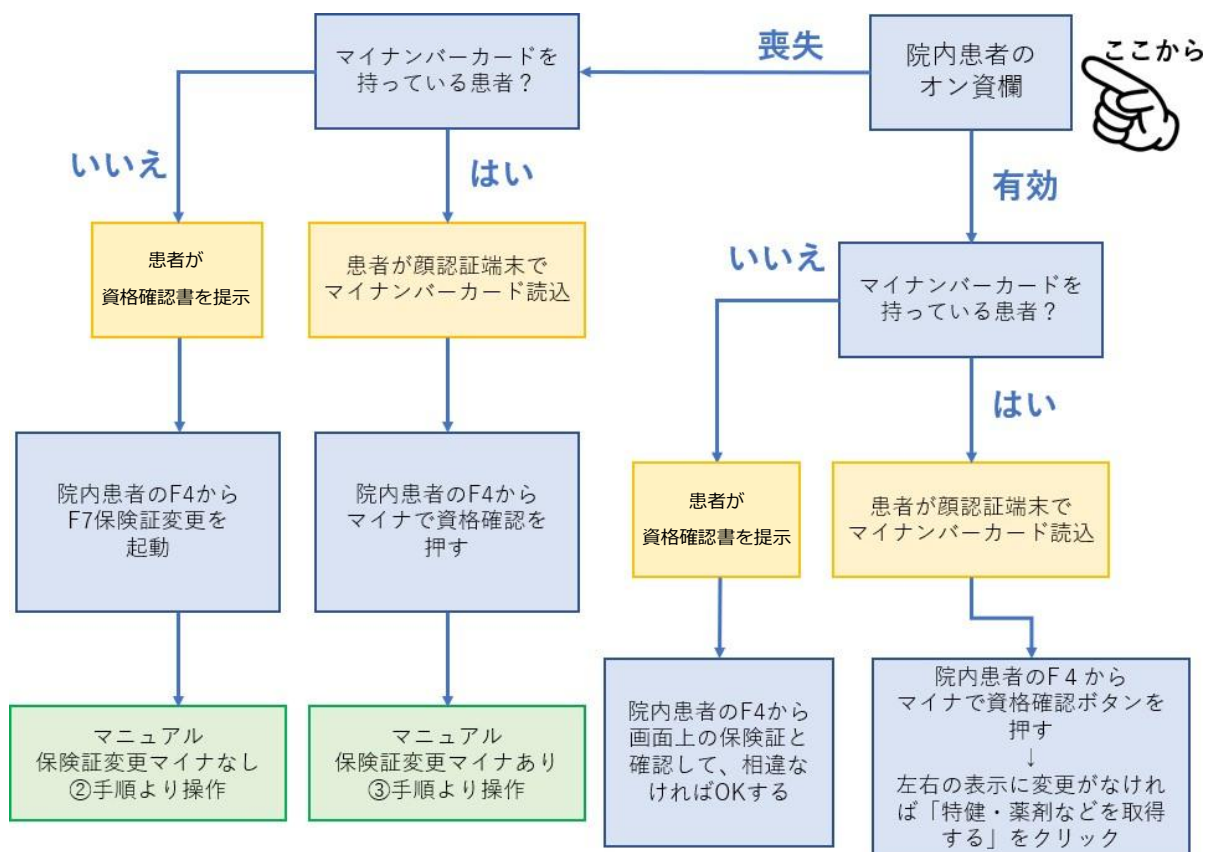 ここから
院内患者の
オン資欄
喪失
マイナンバーカードを
持っている患者？
いいえ
はい
患者が
資格確認書を提示
患者が顔認証端末で
マイナンバーカード読込
院内患者のF4から
F7保険証変更を
起動
院内患者のF4から
マイナで資格確認を
押す
マニュアル
保険証変更マイナなし
②手順より操作
マニュアル
保険証変更マイナあり
③手順より操作
有効
マイナンバーカードを
持っている患者？
いいえ
はい
患者が
資格確認書を提示
患者が顔認証端末で
マイナンバーカード読込
院内患者のF4から
画面上の保険証と
確認して、相違な
ければOKする
院内患者のF４から
マイナで資格確認ボタンを
押す
↓
左右の表示に変更がなけれ
ば「特健・薬剤などを取得
する」をクリック